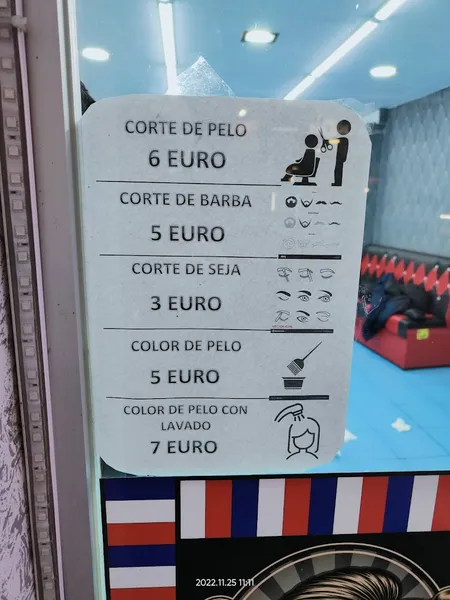 CORTE DE PELO
6 EURO
CORTE DE BARBA
5 EURO
CORTE DE SEJA
3 EURO
COLOR DE PELO
5 EURO
COLOR DE PELO CON
LAVADO
7 EURO
2022.11.25 11:11